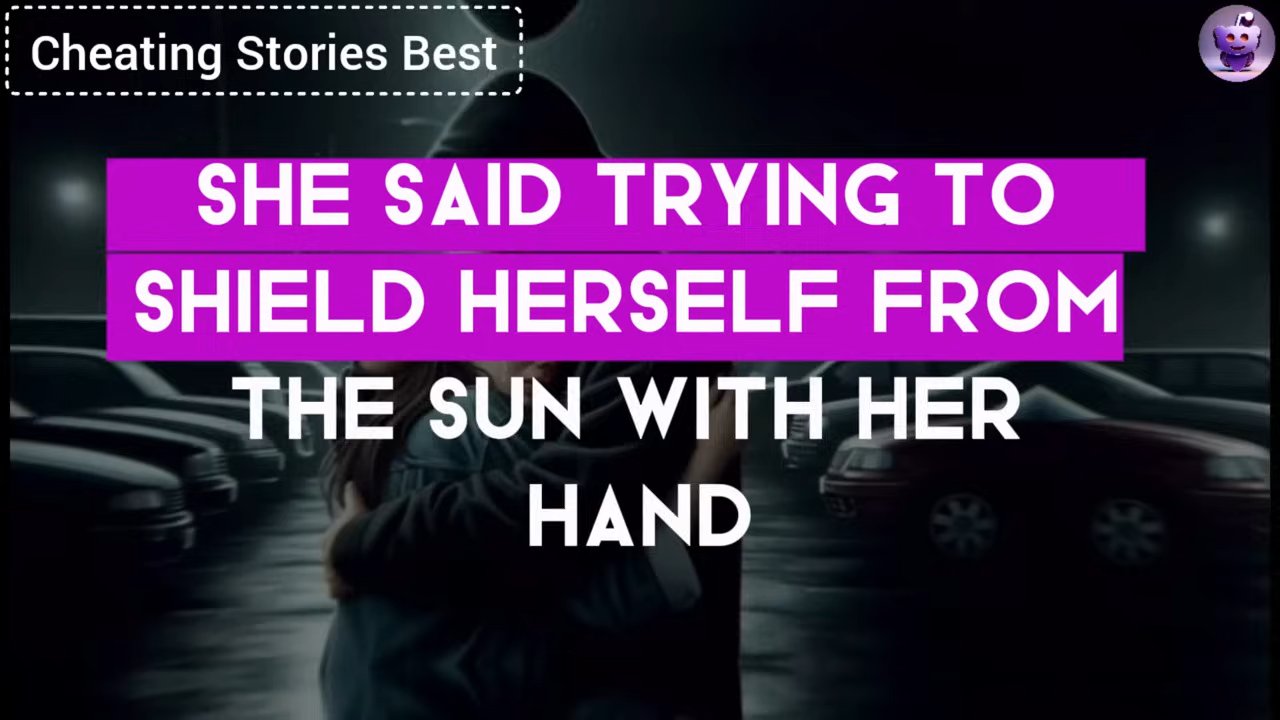 Cheating Stories Best
SHE SAID TRYING TO
SHIELD HERSELF FROM
THE SUN WITH HER
HAND